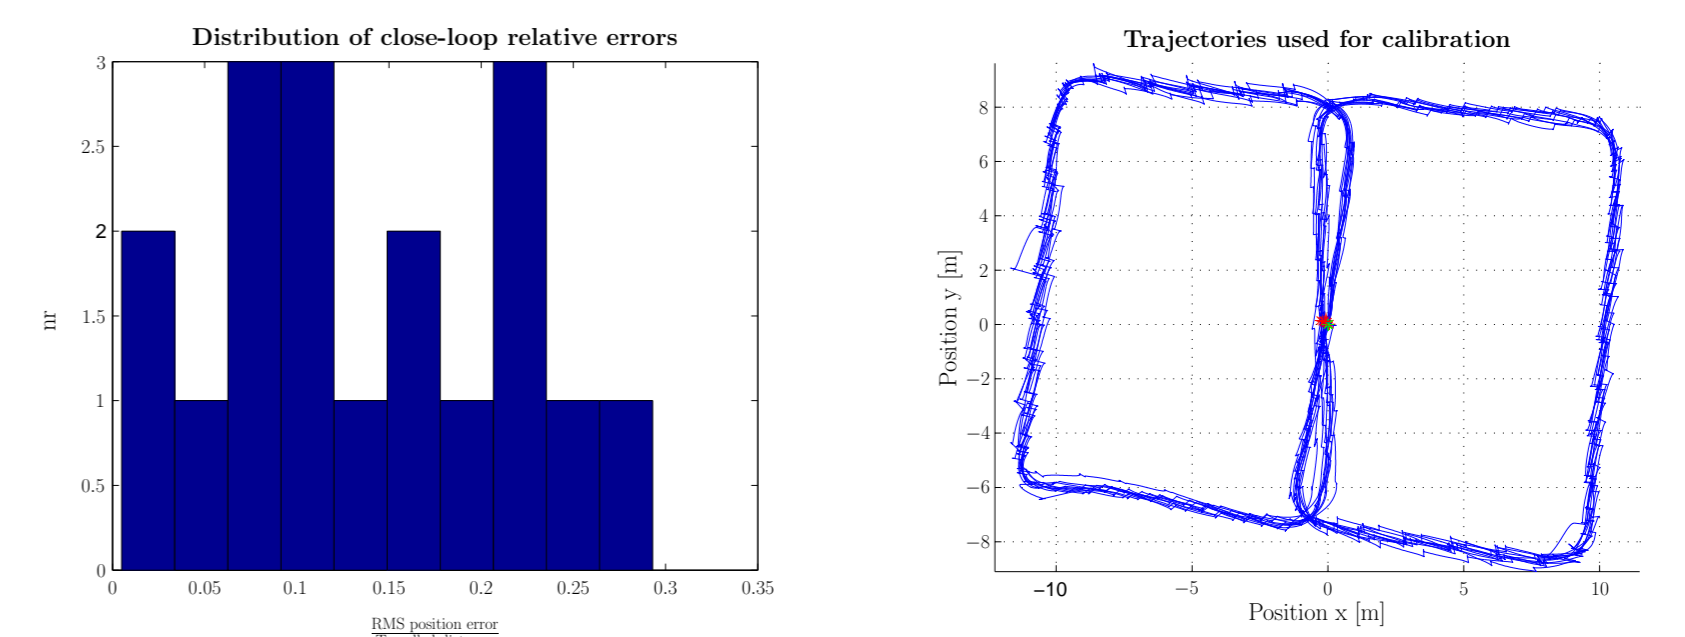 Distribution of close-loop relative errors
3
2.5
2
1.5
1
0.5
0
nr
0 0.05 0.1 0.15 0.2 0.25 0.3 0.35
RMS position error
Trajectories used for calibration
8
6
4
2
0
−2
−4
−6
−8
Position y [m]
−10 −5 0 5 10
Position x [m]